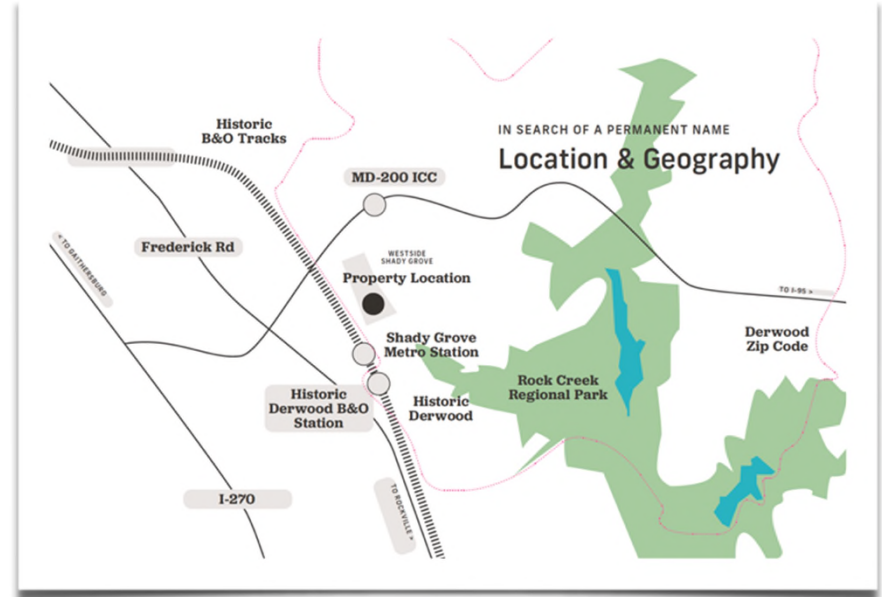 IN SEARCH OF A PERMANENT NAME
Location & Geography
Historic
B&O Tracks
MD-200 ICC
Frederick Rd
< TO GAITHERSBURG
WESTSIDE
SHADY GROVE
Property Location
TO I-95 >
Shady Grove
Metro Station
Derwood
Zip Code
Rock Creek
Regional Park
Historic
Derwood B&O
Station
Historic
Derwood
I-270
TO ROCKVILLE >